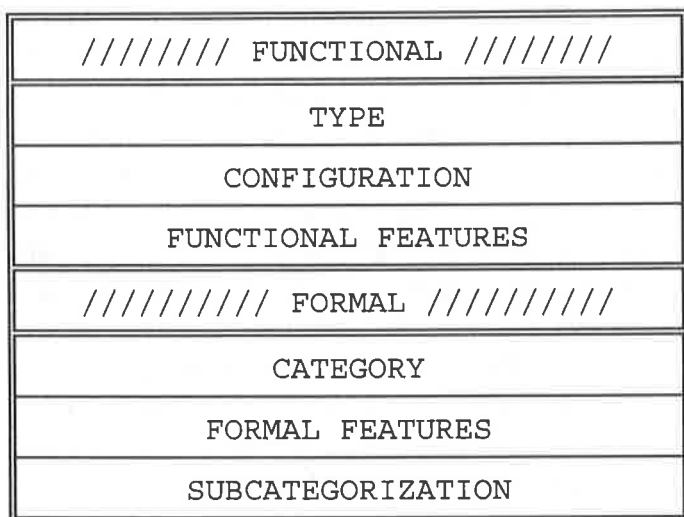 //////// FUNCTIONAL ////////
TYPE
CONFIGURATION
FUNCTIONAL FEATURES
////////// FORMAL //////////
CATEGORY
FORMAL FEATURES
SUBCATEGORIZATION